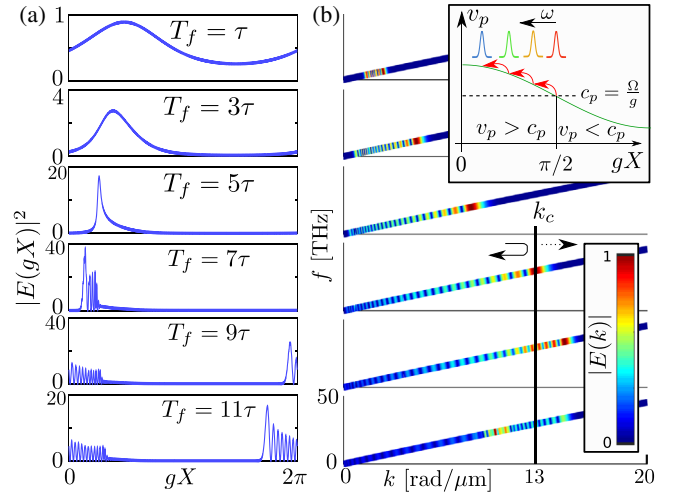 (a)
1
0
T_f = τ
4
0
T_f = 3τ
20
0
T_f = 5τ
40
0
T_f = 7τ
40
0
T_f = 9τ
20
0
T_f = 11τ
0
gX
2π
|E(gX)|²
(b)
v_p
ω
c_p = Ω/g
v_p > c_p
v_p < c_p
0
π/2
gX
k_c
f [THz]
50
0
0
k [rad/μm]
13
20
1
0
|E(k)|